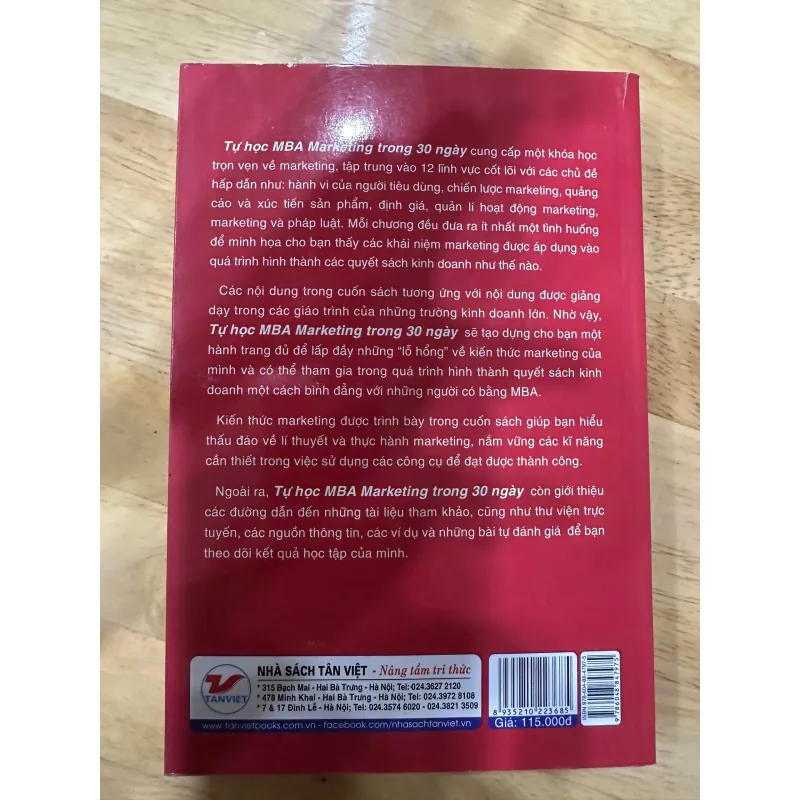 Tự học MBA Marketing trong 30 ngày cung cấp một khóa học
trọn vẹn về marketing, tập trung vào 12 lĩnh vực cốt lõi với các chủ đề
hấp dẫn như: hành vi của người tiêu dùng, chiến lược marketing, quảng
cáo và xúc tiến sản phẩm, định giá, quản lí hoạt động marketing,
marketing và pháp luật. Mỗi chương đều đưa ra ít nhất một tình huống
để minh họa cho bạn thấy các khái niệm marketing được áp dụng vào
quá trình hình thành các quyết sách kinh doanh như thế nào.
Các nội dung trong cuốn sách tương ứng với nội dung được giảng
dạy trong các giáo trình của những trường kinh doanh lớn. Nhờ vậy,
Tự học MBA Marketing trong 30 ngày sẽ tạo dựng cho bạn một
hành trang đủ để lấp đầy những "lỗ hổng" về kiến thức marketing của
mình và có thể tham gia trong quá trình hình thành quyết sách kinh
doanh một cách bình đẳng với những người có bằng MBA.
Kiến thức marketing được trình bày trong cuốn sách giúp bạn hiểu
thấu đáo về lí thuyết và thực hành marketing, nắm vững các kĩ năng
cần thiết trong việc sử dụng các công cụ để đạt được thành công.
Ngoài ra, Tự học MBA Marketing trong 30 ngày còn giới thiệu
các đường dẫn đến những tài liệu tham khảo, cũng như thư viện trực
tuyến, các nguồn thông tin, các ví dụ và những bài tự đánh giá để bạn
theo dõi kết quả học tập của mình.
TANVIET
NHÀ SÁCH TÂN VIỆT - Nâng tầm tri thức
* 315 Bạch Mai - Hai Bà Trưng - Hà Nội; Tel: 024.3627 2120
* 478 Minh Khai - Hai Bà Trưng - Hà Nội; Tel: 024.3972 8108
* 7 & 17 Đinh Lễ - Hà Nội; Tel: 024.3574 6020 - 024.3821 3509
www.tanvietbooks.com.vn - facebook.com/nhasachtanviet.vn
8 935210 223685
Giá: 115.000đ
ISBN 978-604-88-4797-5
9 786048 847975